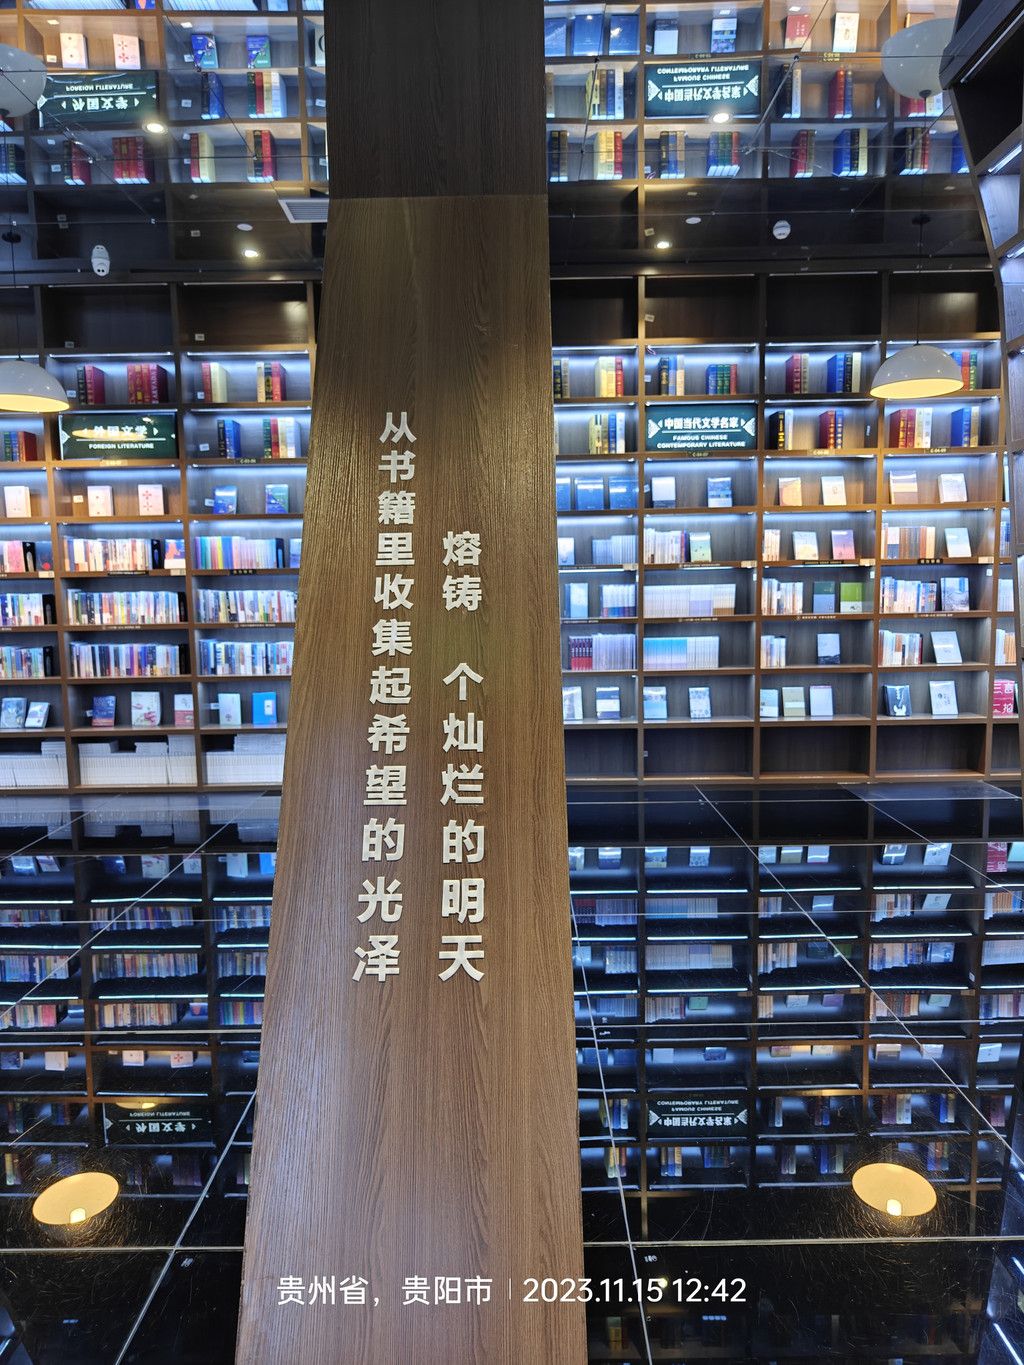 从书籍里收集起希望的光泽
熔铸 个灿烂的明天
外国文学
FOREIGN LITERATURE
中国当代文学名家
FAMOUS CHINESE
CONTEMPORARY LITERATURE
贵州省，贵阳市 | 2023.11.15 12:42